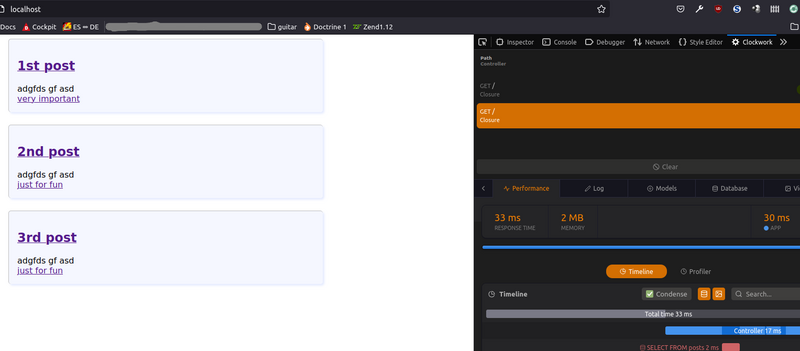 localhost
Docs Cockpit ES ⇔ DE guitar Doctrine 1 Zend1.12
1st post
adgfds gf asd
very important
2nd post
adgfds gf asd
just for fun
3rd post
adgfds gf asd
just for fun
Inspector Console Debugger Network Style Editor Clockwork
Path
Controller
GET /
Closure
GET /
Closure
Clear
Performance Log Models Database
33 ms 2 MB 30 ms
RESPONSE TIME MEMORY APP
Timeline Profiler
Timeline Condense Search...
Total time 33 ms
Controller 17 ms
SELECT FROM posts 2 ms